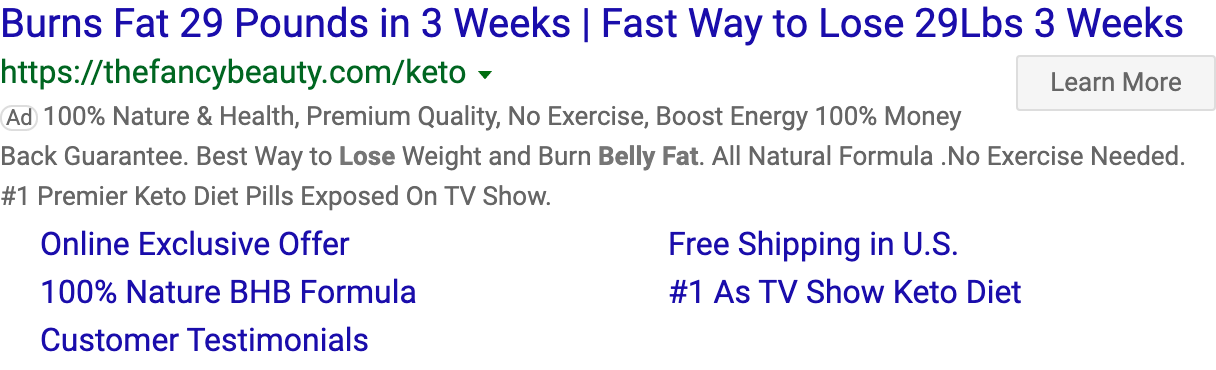 Burns Fat 29 Pounds in 3 Weeks | Fast Way to Lose 29Lbs 3 Weeks
https://thefancybeauty.com/keto
Learn More
Ad 100% Nature & Health, Premium Quality, No Exercise, Boost Energy 100% Money
Back Guarantee. Best Way to Lose Weight and Burn Belly Fat. All Natural Formula .No Exercise Needed.
#1 Premier Keto Diet Pills Exposed On TV Show.
Online Exclusive Offer
Free Shipping in U.S.
100% Nature BHB Formula
#1 As TV Show Keto Diet
Customer Testimonials